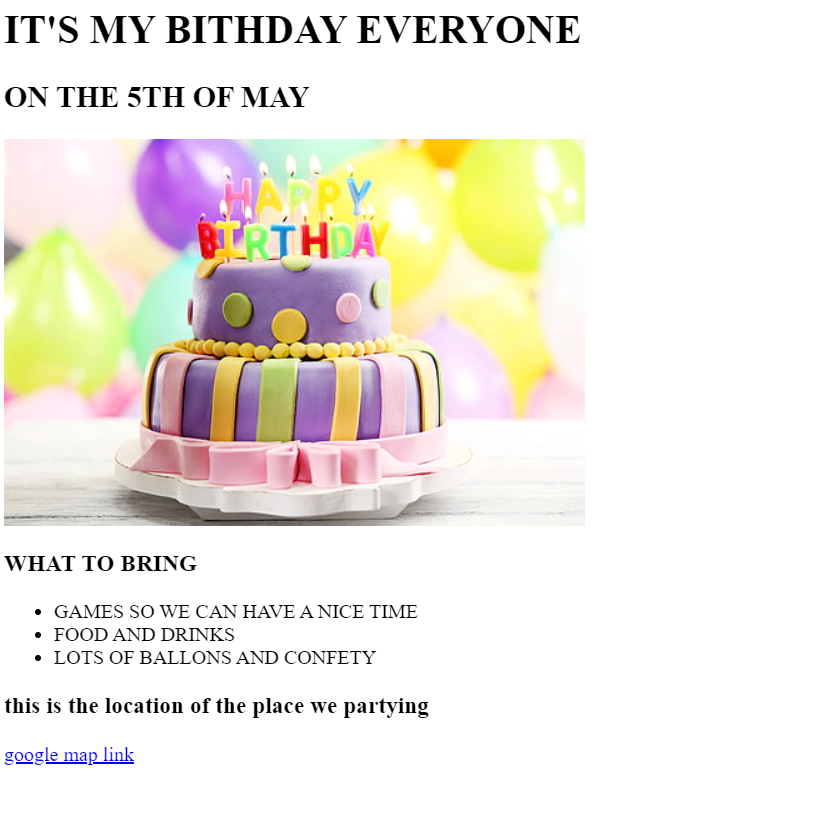 IT'S MY BITHDAY EVERYONE
ON THE 5TH OF MAY
HAPPY
BIRTHDAY
WHAT TO BRING
GAMES SO WE CAN HAVE A NICE TIME
FOOD AND DRINKS
LOTS OF BALLONS AND CONFETY
this is the location of the place we partying
google map link